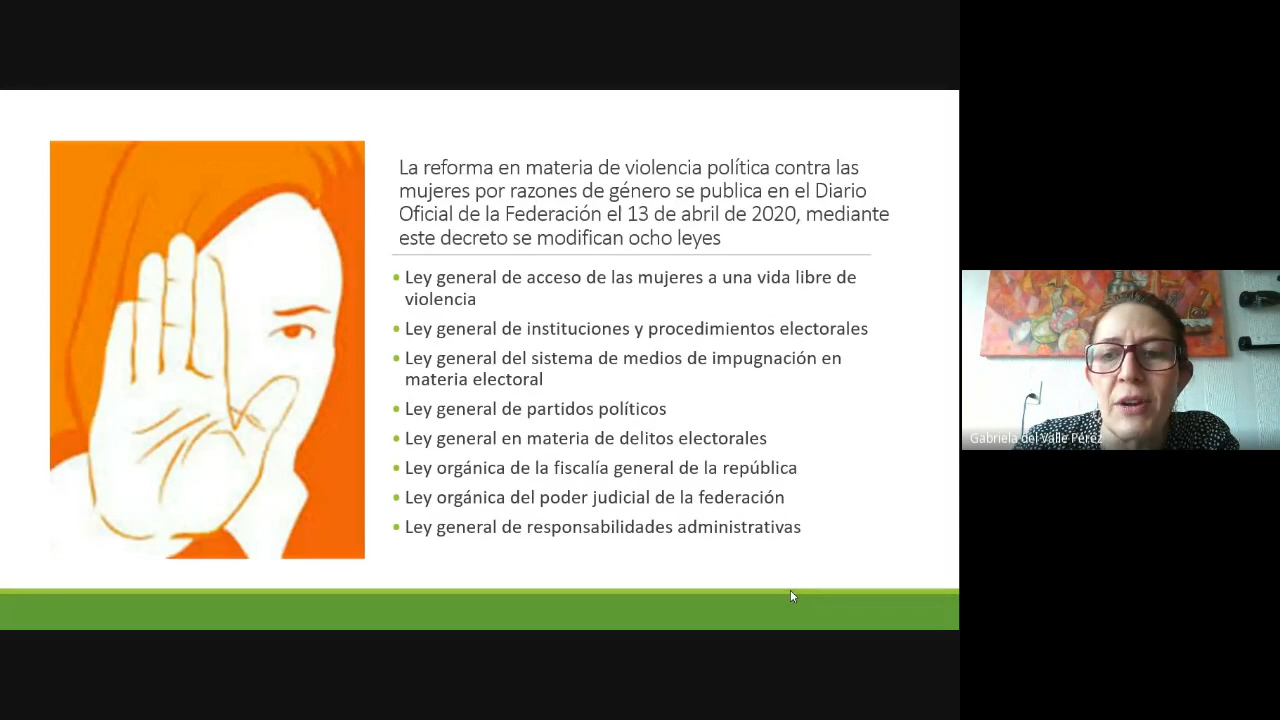 La reforma en materia de violencia política contra las
mujeres por razones de género se publica en el Diario
Oficial de la Federación el 13 de abril de 2020, mediante
este decreto se modifican ocho leyes
• Ley general de acceso de las mujeres a una vida libre de
violencia
• Ley general de instituciones y procedimientos electorales
• Ley general del sistema de medios de impugnación en
materia electoral
• Ley general de partidos políticos
• Ley general en materia de delitos electorales
• Ley orgánica de la fiscalía general de la república
• Ley orgánica del poder judicial de la federación
• Ley general de responsabilidades administrativas
Gabriela del Valle Pérez